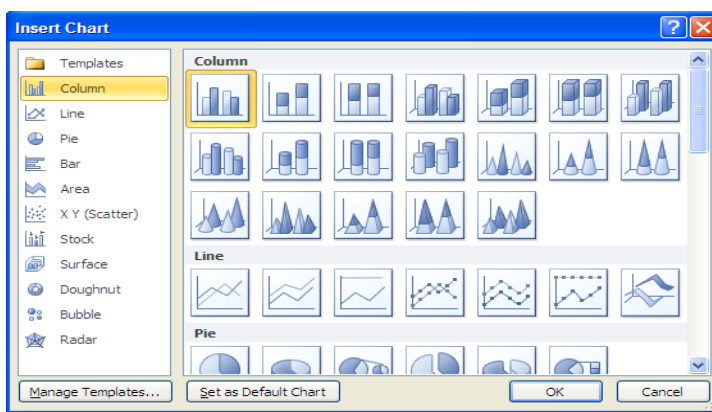 Insert Chart
Templates
Column
Line
Pie
Bar
Area
X Y (Scatter)
Stock
Surface
Doughnut
Bubble
Radar
Column
Line
Pie
Manage Templates...
Set as Default Chart
OK
Cancel